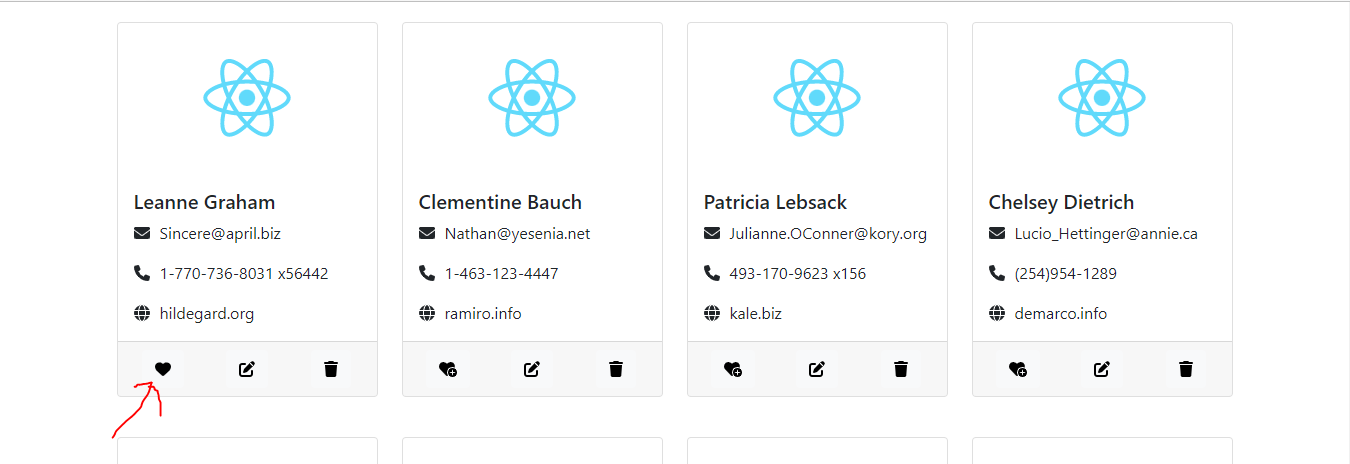 Leanne Graham
Sincere@april.biz
1-770-736-8031 x56442
hildegard.org
Clementine Bauch
Nathan@yesenia.net
1-463-123-4447
ramiro.info
Patricia Lebsack
Julianne.OConner@kory.org
493-170-9623 x156
kale.biz
Chelsey Dietrich
Lucio_Hettinger@annie.ca
(254)954-1289
demarco.info